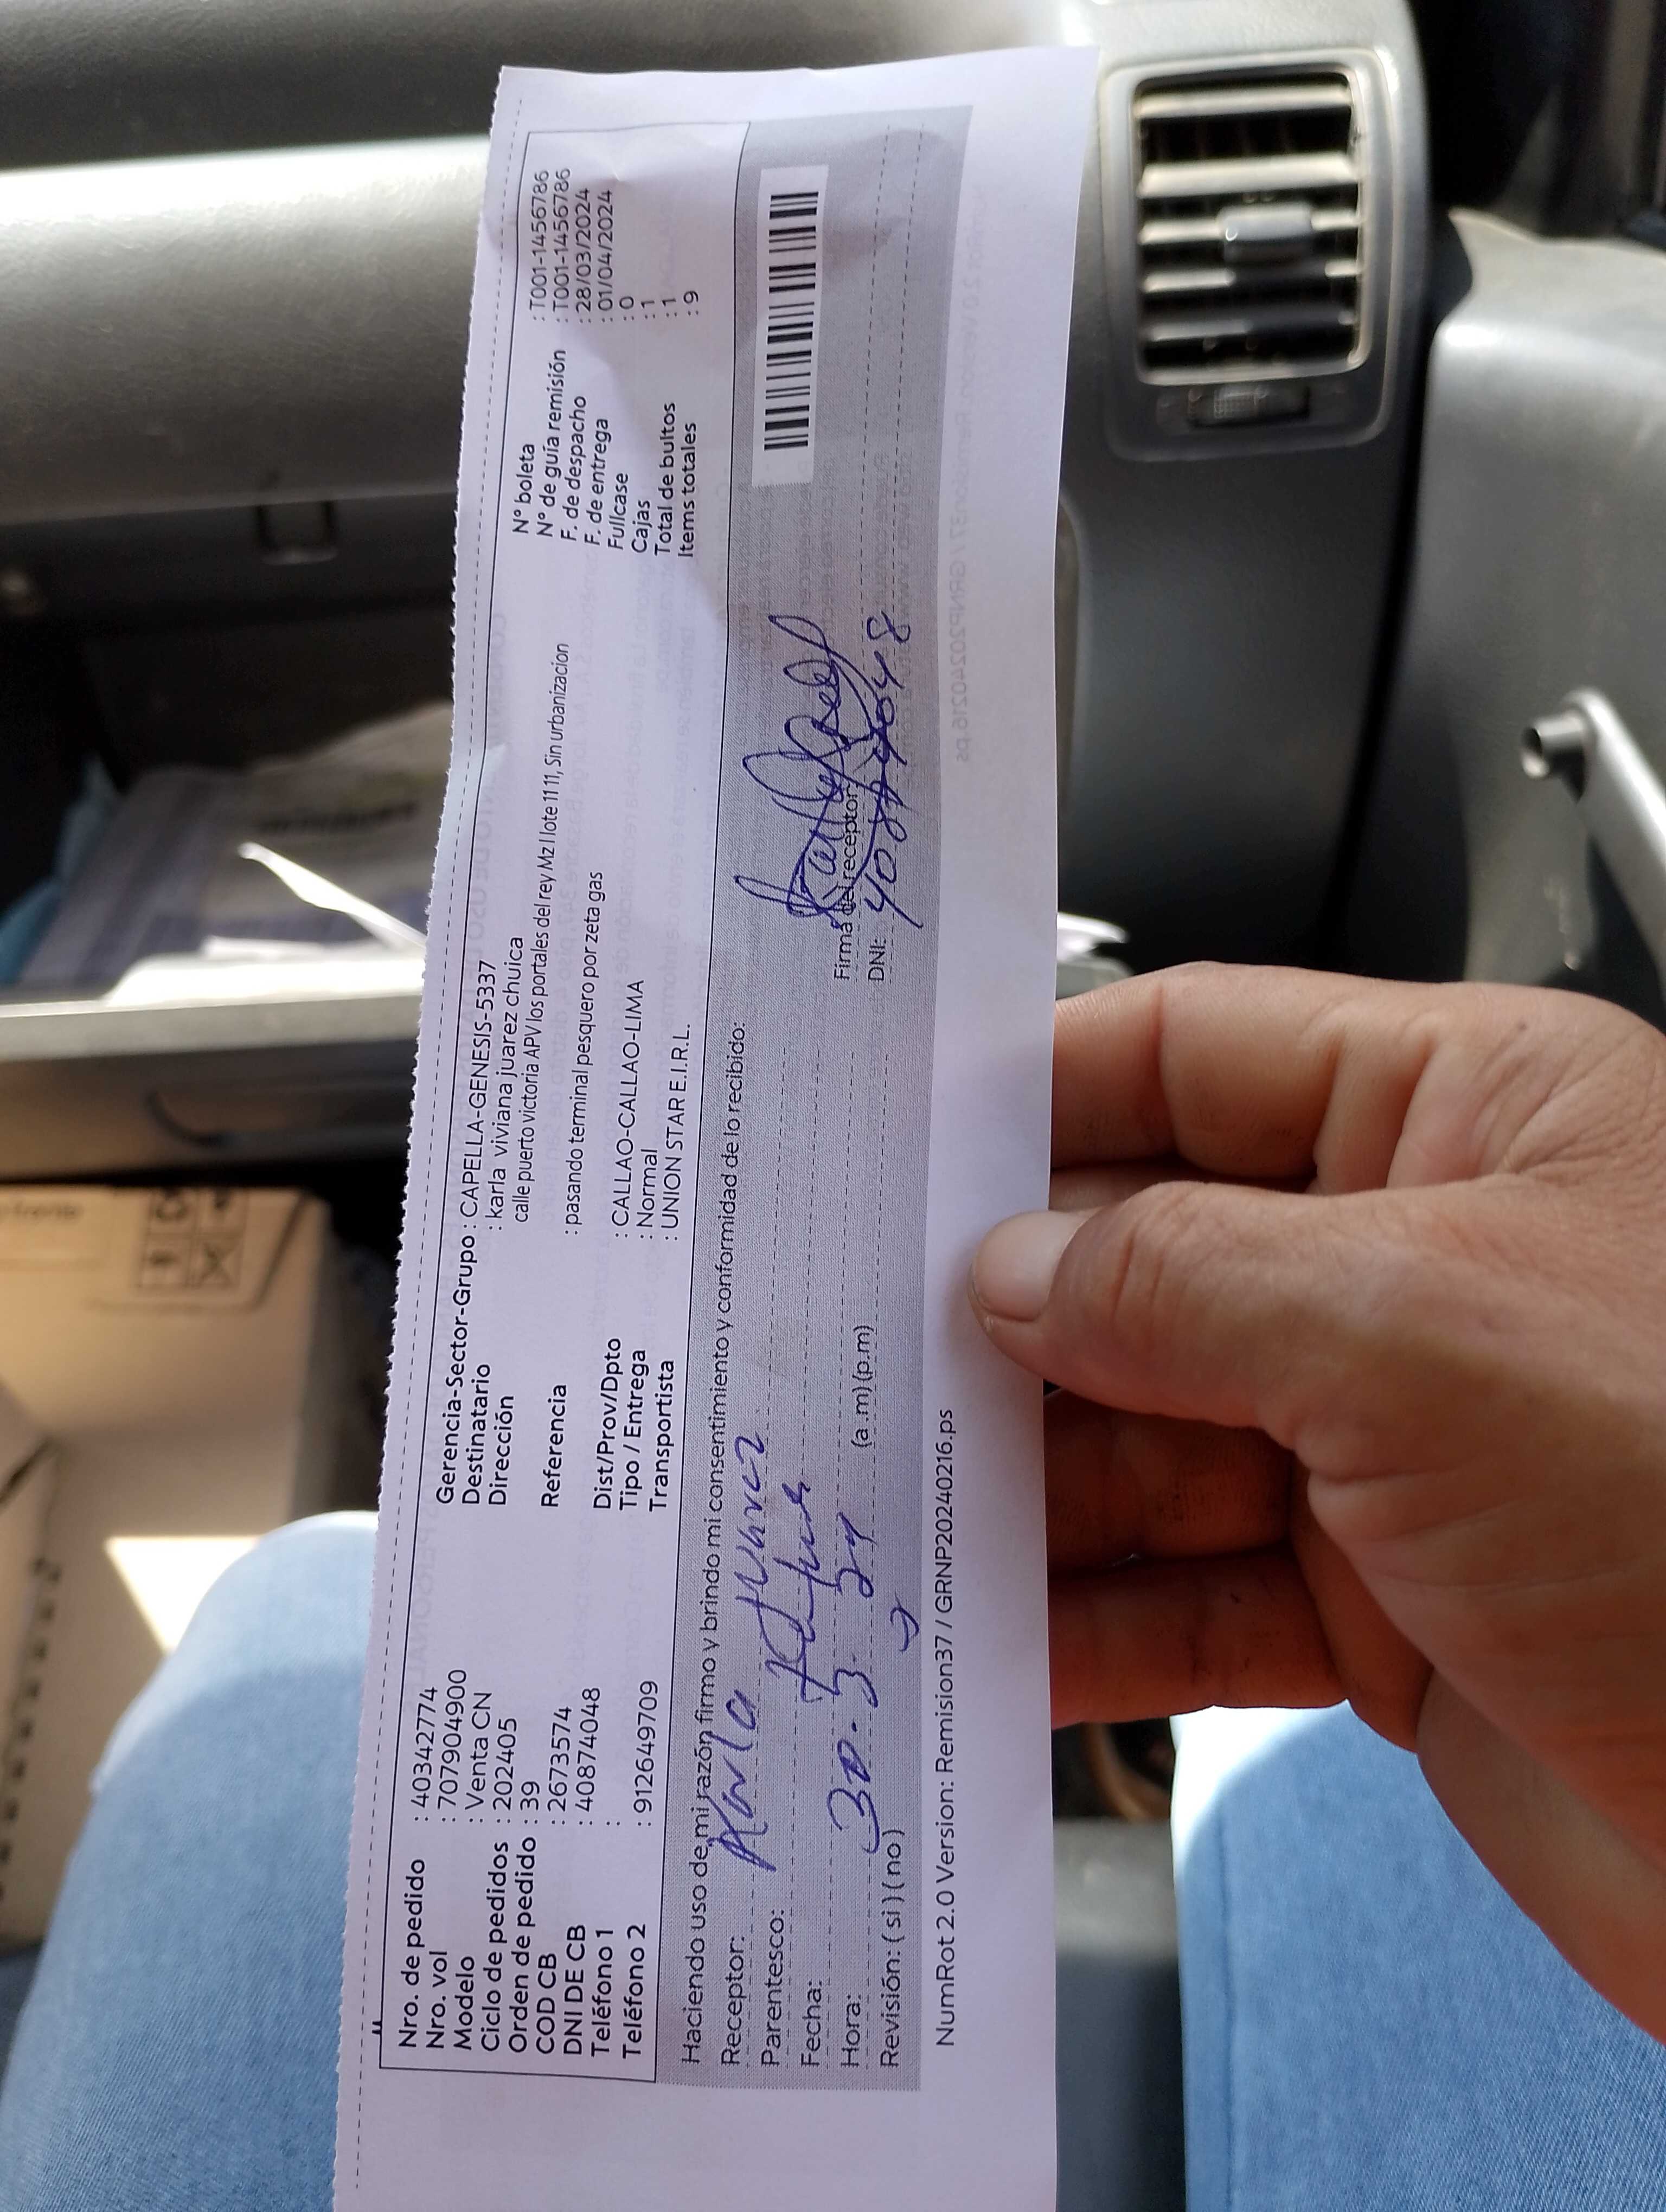 Nro. de pedido : 40342774
Nro. vol : 707904900
Modelo : Venta CN
Ciclo de pedidos : 202405
Orden de pedido : 39
COD CB : 2673574
DNI DE CB : 40874048
Teléfono 1 :
Teléfono 2 : 912649709
Gerencia-Sector-Grupo : CAPELLA-GENESIS-5337
Destinatario : karla viviana juarez chuica
Dirección calle puerto victoria APV los portales del rey Mz I lote 11 11, Sin urbanizacion
Referencia : pasando terminal pesquero por zeta gas
Dist/Prov/Dpto : CALLAO-CALLAO-LIMA
Tipo / Entrega : Normal
Transportista : UNION STAR E.I.R.L.
N° boleta : T001-1456786
N° de guía remisión : T001-1456786
F. de despacho : 28/03/2024
F. de entrega : 01/04/2024
Fullcase : 0
Cajas : 1
Total de bultos : 1
Items totales : 9
Haciendo uso de mi razón firmo y brindo mi consentimiento y conformidad de lo recibido:
Receptor: Karla Juarez
Parentesco:
Fecha: 30. 3. 24
Hora: (a.m) (p.m)
Revisión: ( si ) ( no )
Firma del receptor
DNI: 40874048
NumRot 2.0 Version: Remision37 / GRNP20240216.ps